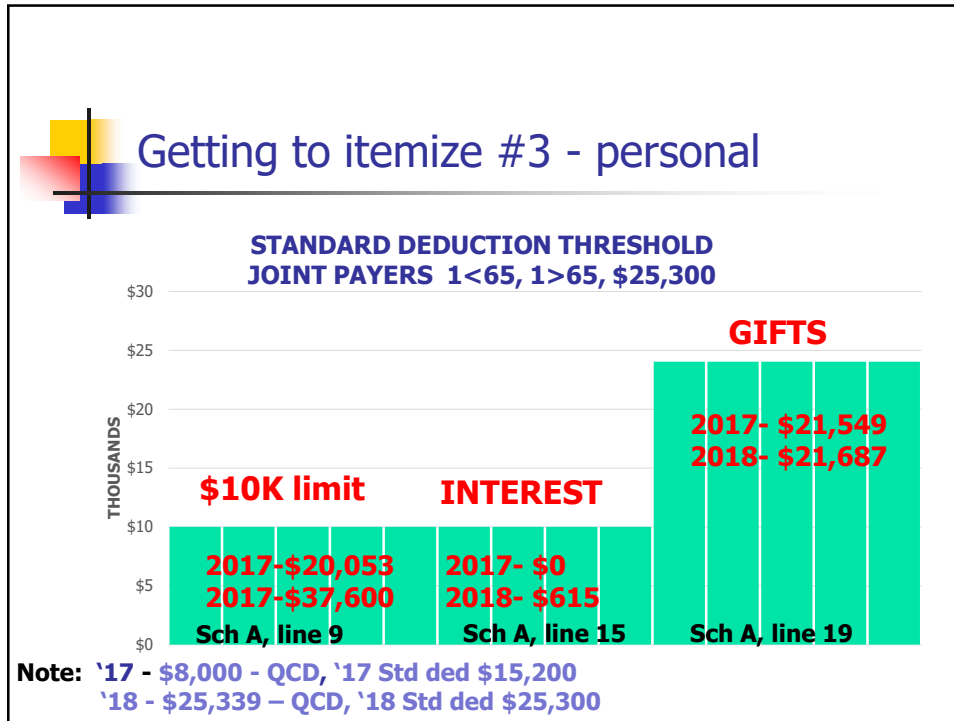 Getting to itemize #3 - personal
STANDARD DEDUCTION THRESHOLD
JOINT PAYERS 1<65, 1>65, $25,300
THOUSANDS
$30
$25
$20
$15
$10
$5
$0
$10K limit
2017-$20,053
2017-$37,600
Sch A, line 9
INTEREST
2017- $0
2018- $615
Sch A, line 15
GIFTS
2017- $21,549
2018- $21,687
Sch A, line 19
Note: ‘17 - $8,000 - QCD, ‘17 Std ded $15,200
‘18 - $25,339 – QCD, ‘18 Std ded $25,300